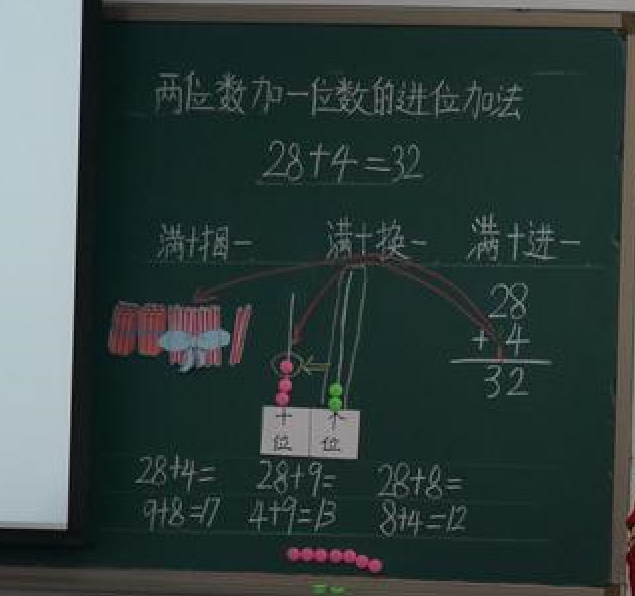 两位数加一位数的进位加法
28+4=32
满十捆一 满十换一 满十进一
28
+ 4
32
十位 个位
28+4= 28+9= 28+8=
9+8=17 4+9=13 8+4=12